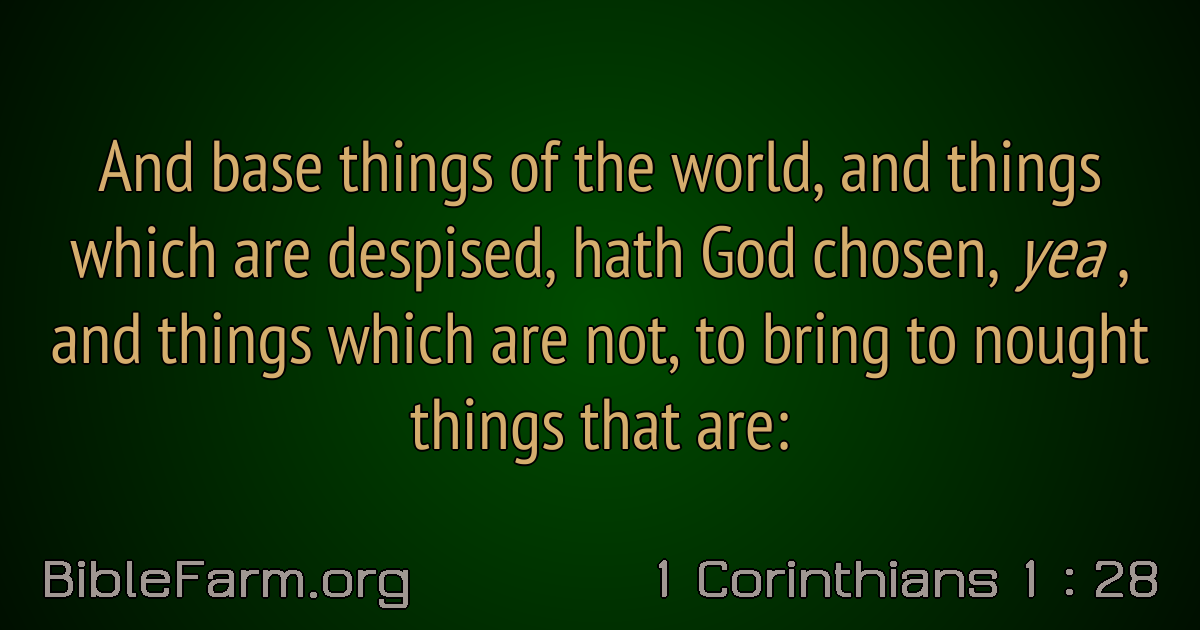 And base things of the world, and things
which are despised, hath God chosen, yea ,
and things which are not, to bring to nought
things that are:
BibleFarm.org
1 Corinthians 1 : 28